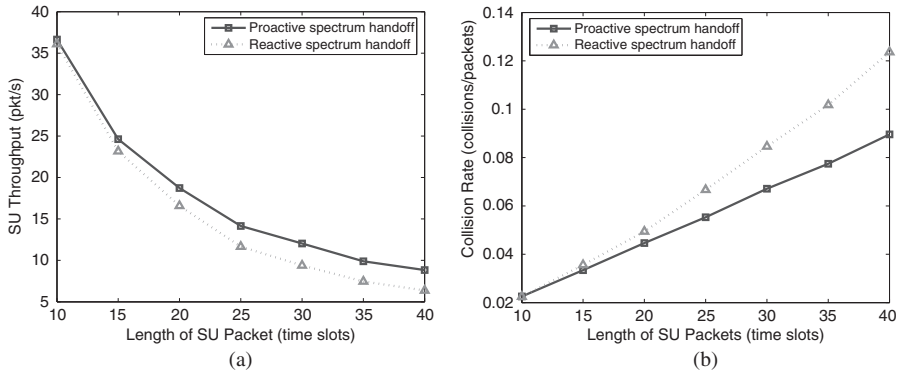 40
35
30
25
20
15
10
5
SU Throughput (pkt/s)
Proactive spectrum handoff
Reactive spectrum handoff
10 15 20 25 30 35 40
Length of SU Packet (time slots)
(a)
0.14
0.12
0.1
0.08
0.06
0.04
0.02
Collision Rate (collisions/packets)
Proactive spectrum handoff
Reactive spectrum handoff
10 15 20 25 30 35 40
Length of SU Packets (time slots)
(b)